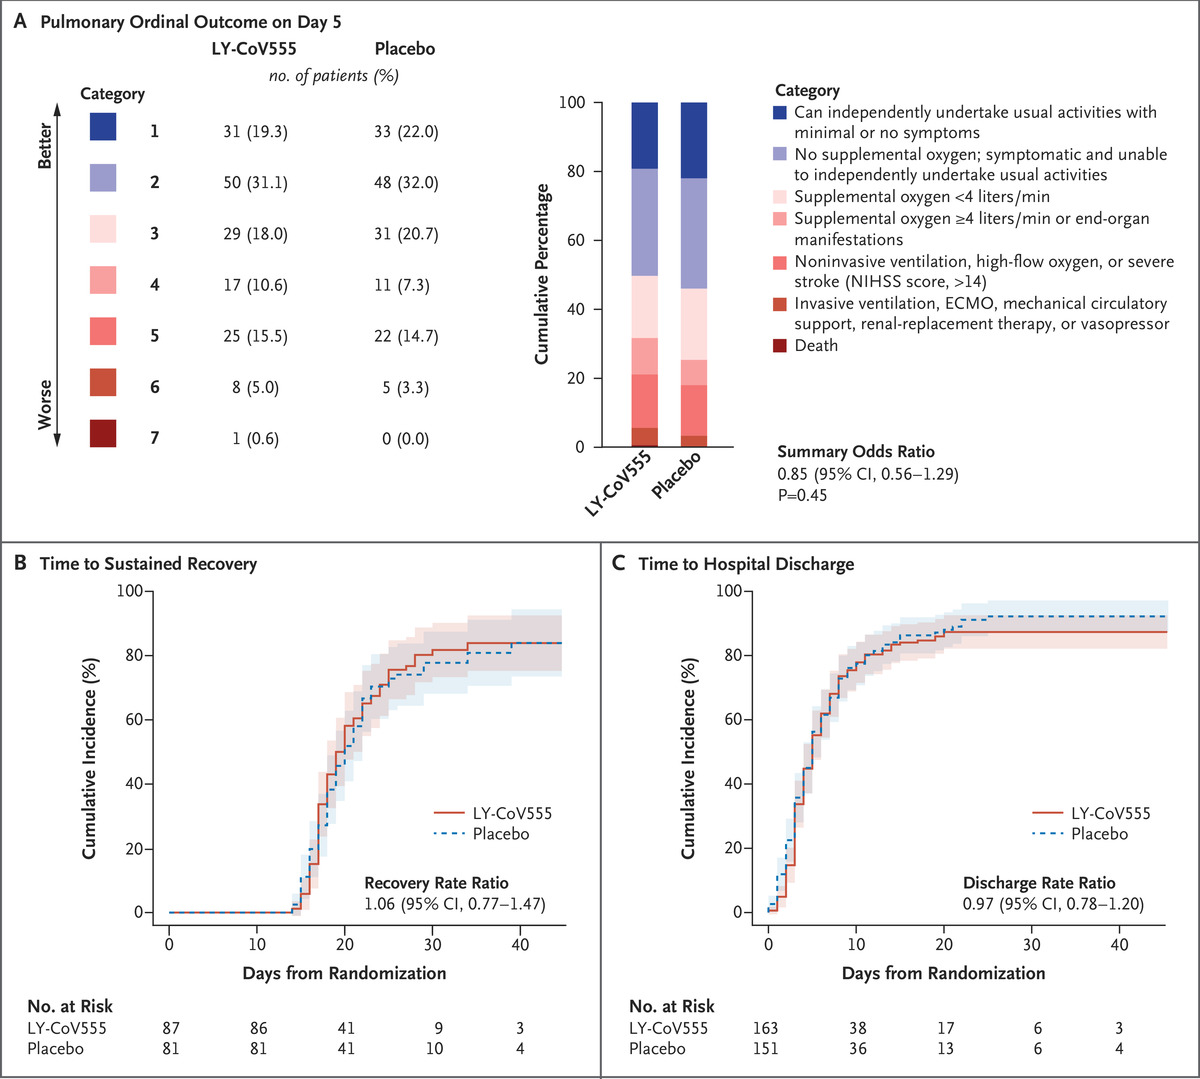 A Pulmonary Ordinal Outcome on Day 5
LY-CoV555 Placebo
no. of patients (%)
Category
Better
Worse
1 31 (19.3) 33 (22.0)
2 50 (31.1) 48 (32.0)
3 29 (18.0) 31 (20.7)
4 17 (10.6) 11 (7.3)
5 25 (15.5) 22 (14.7)
6 8 (5.0) 5 (3.3)
7 1 (0.6) 0 (0.0)
Cumulative Percentage
100
80
60
40
20
0
LY-CoV555
Placebo
Category
Can independently undertake usual activities with
minimal or no symptoms
No supplemental oxygen; symptomatic and unable
to independently undertake usual activities
Supplemental oxygen <4 liters/min
Supplemental oxygen ≥4 liters/min or end-organ
manifestations
Noninvasive ventilation, high-flow oxygen, or severe
stroke (NIHSS score, >14)
Invasive ventilation, ECMO, mechanical circulatory
support, renal-replacement therapy, or vasopressor
Death
Summary Odds Ratio
0.85 (95% CI, 0.56–1.29)
P=0.45
B Time to Sustained Recovery
Cumulative Incidence (%)
100
80
60
40
20
0
LY-CoV555
Placebo
Recovery Rate Ratio
1.06 (95% CI, 0.77–1.47)
0 10 20 30 40
Days from Randomization
No. at Risk
LY-CoV555 87 86 41 9 3
Placebo 81 81 41 10 4
C Time to Hospital Discharge
Cumulative Incidence (%)
100
80
60
40
20
0
LY-CoV555
Placebo
Discharge Rate Ratio
0.97 (95% CI, 0.78–1.20)
0 10 20 30 40
Days from Randomization
No. at Risk
LY-CoV555 163 38 17 6 3
Placebo 151 36 13 6 4